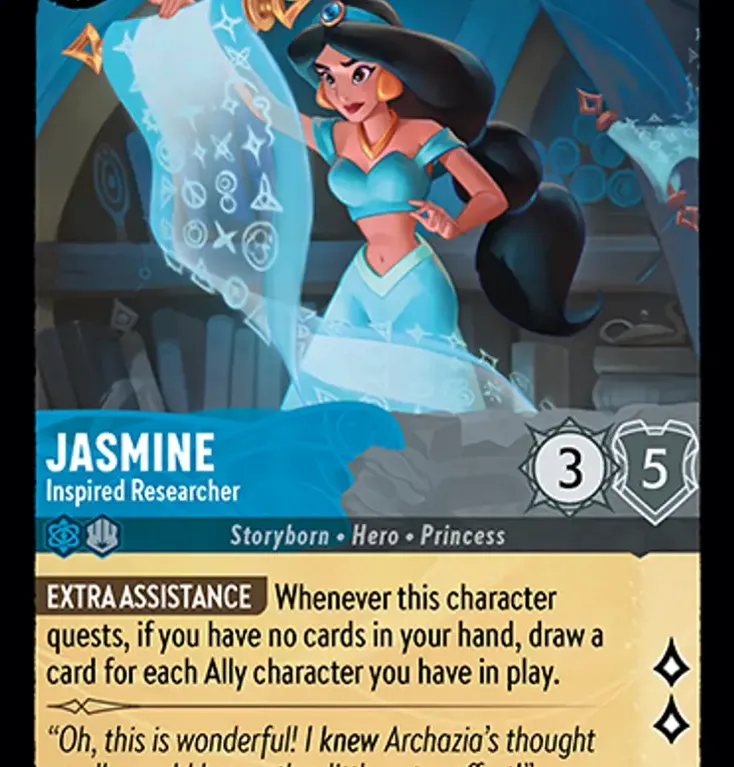 JASMINE
Inspired Researcher
3
5
Storyborn • Hero • Princess
EXTRA ASSISTANCE Whenever this character
quests, if you have no cards in your hand, draw a
card for each Ally character you have in play.
“Oh, this is wonderful! I knew Archazia’s thought